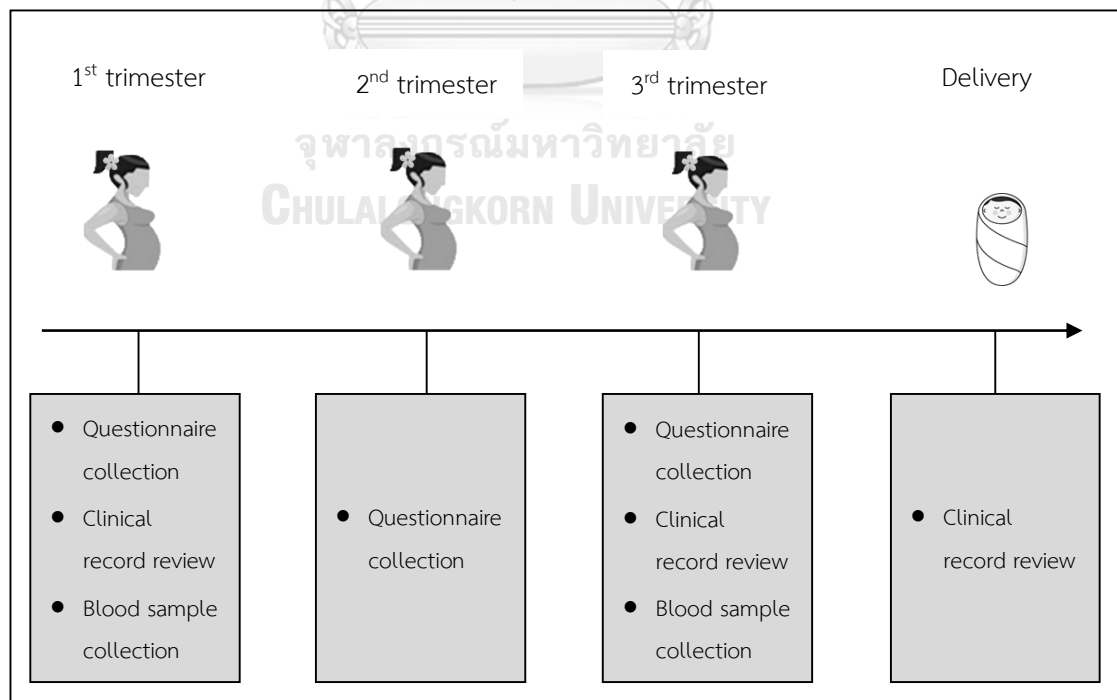 1st trimester
2nd trimester
3rd trimester
Delivery
จุฬาลงกรณ์มหาวิทยาลัย
CHULALONGKORN UNIVERSITY
● Questionnaire
collection
● Clinical
record review
● Blood sample
collection
● Questionnaire
collection
● Questionnaire
collection
● Clinical
record review
● Blood sample
collection
● Clinical
record review